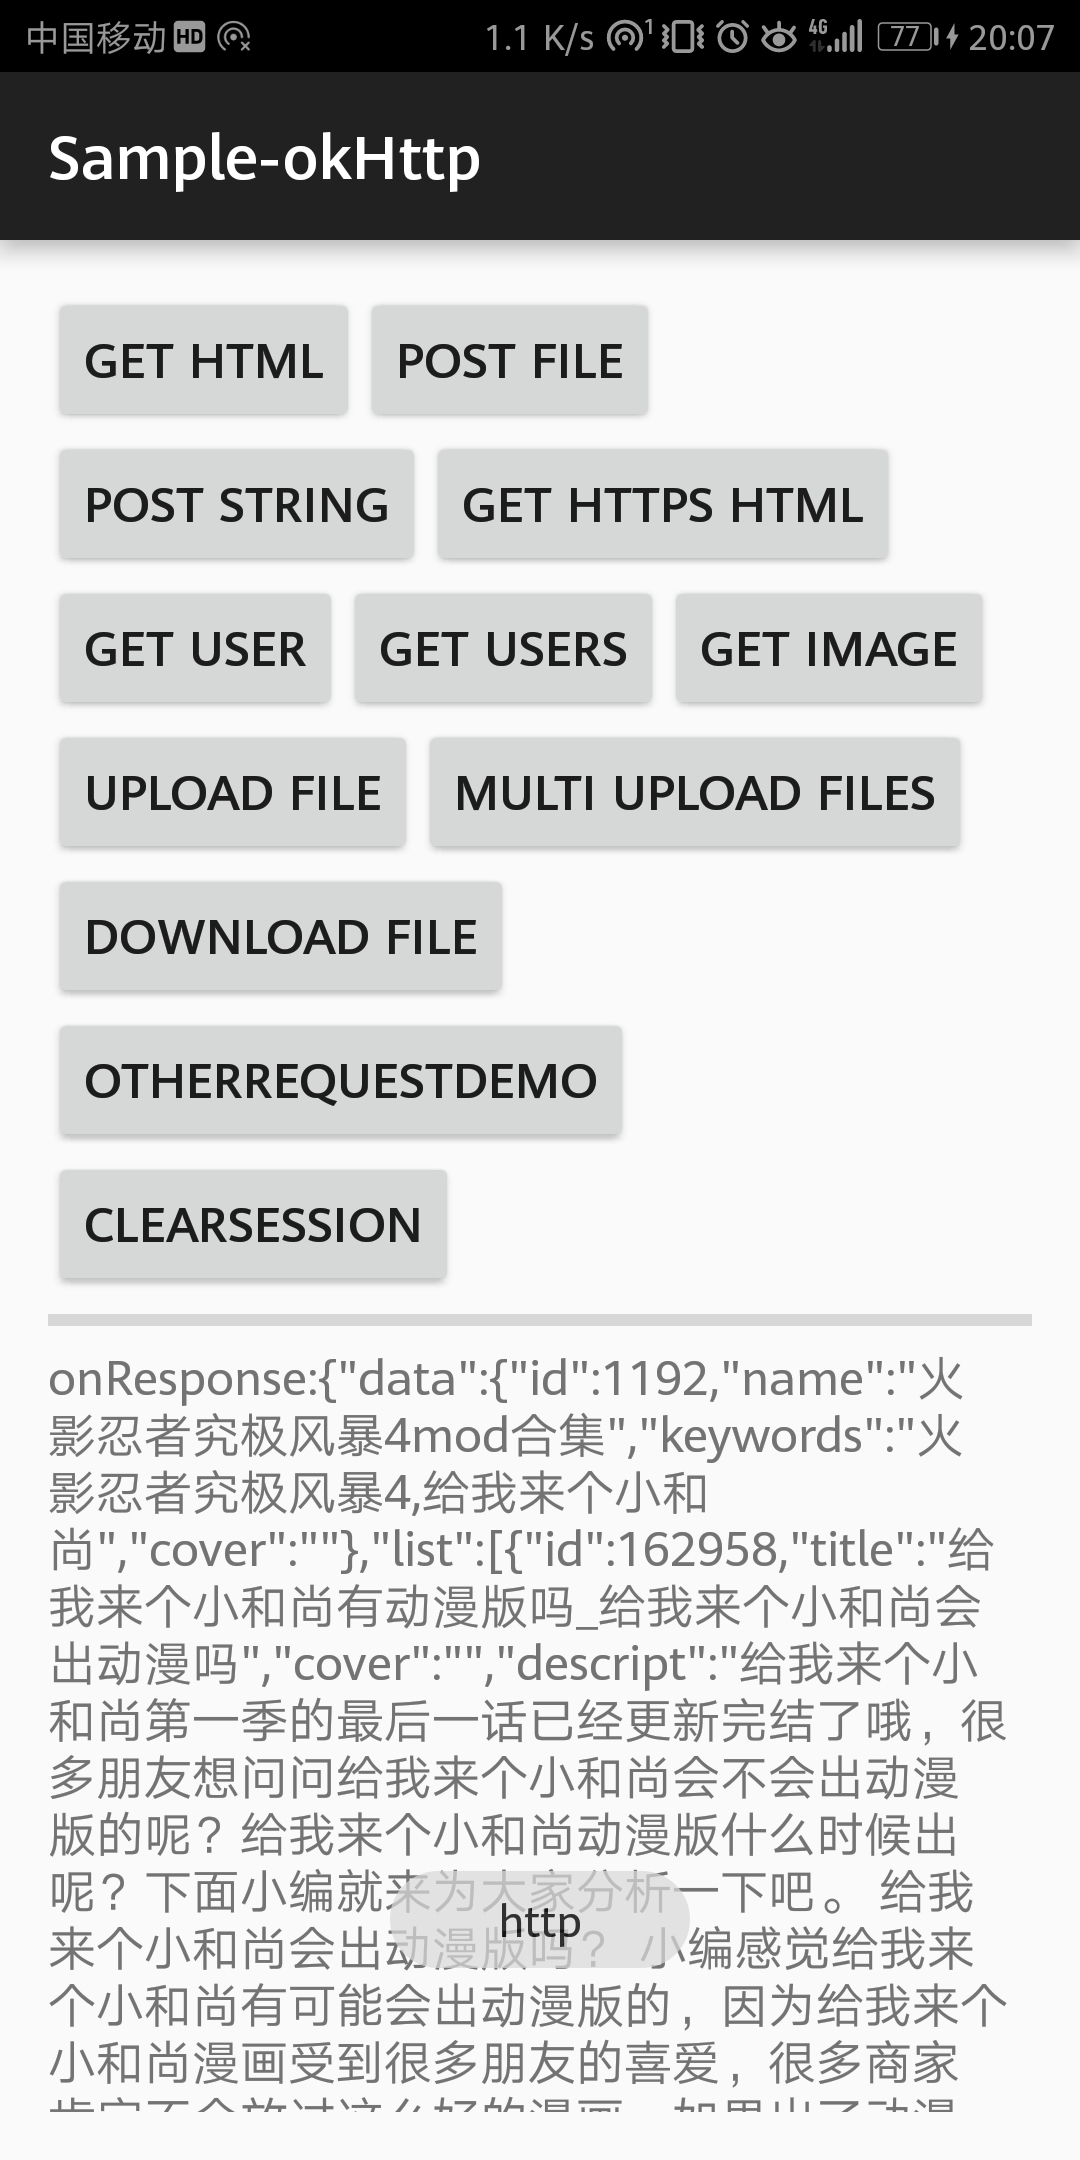 中国移动 HD 1.1 K/s 1 4G 77 20:07
Sample-okHttp
GET HTML POST FILE
POST STRING GET HTTPS HTML
GET USER GET USERS GET IMAGE
UPLOAD FILE MULTI UPLOAD FILES
DOWNLOAD FILE
OTHERREQUESTDEMO
CLEARSESSION
onResponse:{"data":{"id":1192,"name":"火
影忍者究极风暴4mod合集","keywords":"火
影忍者究极风暴4,给我来个小和
尚","cover":""},"list":[{"id":162958,"title":"给
我来个小和尚有动漫版吗_给我来个小和尚会
出动漫吗","cover":"","descript":"给我来个小
和尚第一季的最后一话已经更新完结了哦，很
多朋友想问问给我来个小和尚会不会出动漫
版的呢？给我来个小和尚动漫版什么时候出
呢？下面小编就来为大家分析一下吧。 给我
来个小和尚会出动漫版吗？ 小编感觉给我来
http
个小和尚有可能会出动漫版的，因为给我来个
小和尚漫画受到很多朋友的喜爱，很多商家